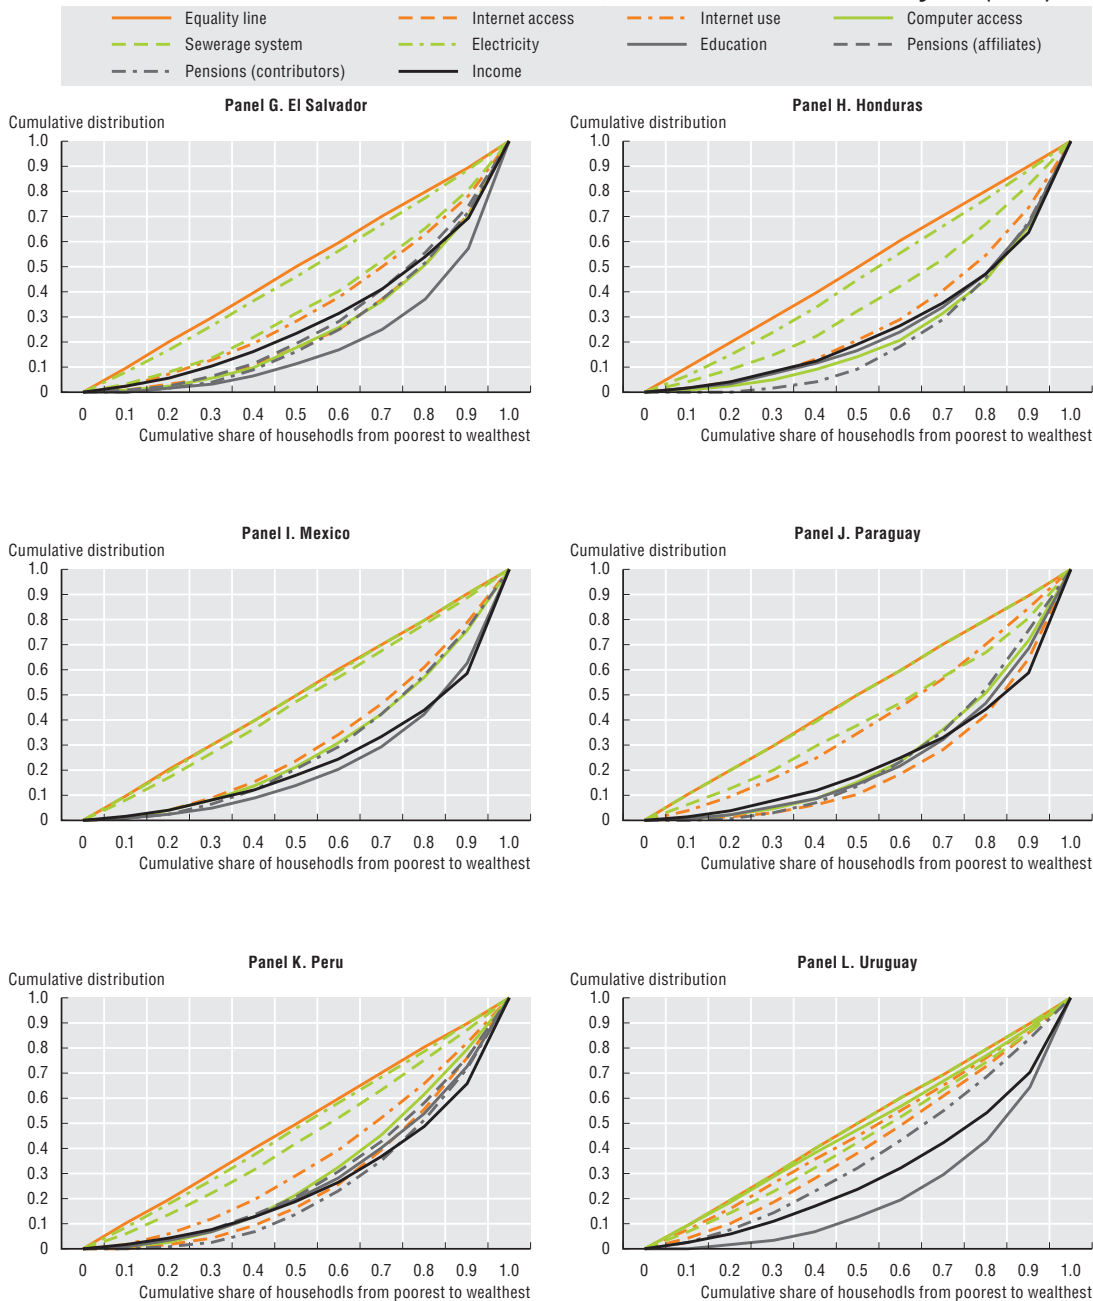 Equality line
Internet access
Internet use
Computer access
Sewerage system
Electricity
Education
Pensions (affiliates)
Pensions (contributors)
Income
Panel G. El Salvador
Cumulative distribution
1.0
0.9
0.8
0.7
0.6
0.5
0.4
0.3
0.2
0.1
0
0 0.1 0.2 0.3 0.4 0.5 0.6 0.7 0.8 0.9 1.0
Cumulative share of househodls from poorest to wealthest
Panel H. Honduras
Cumulative distribution
1.0
0.9
0.8
0.7
0.6
0.5
0.4
0.3
0.2
0.1
0
0 0.1 0.2 0.3 0.4 0.5 0.6 0.7 0.8 0.9 1.0
Cumulative share of househodls from poorest to wealthest
Panel I. Mexico
Cumulative distribution
1.0
0.9
0.8
0.7
0.6
0.5
0.4
0.3
0.2
0.1
0
0 0.1 0.2 0.3 0.4 0.5 0.6 0.7 0.8 0.9 1.0
Cumulative share of househodls from poorest to wealthest
Panel J. Paraguay
Cumulative distribution
1.0
0.9
0.8
0.7
0.6
0.5
0.4
0.3
0.2
0.1
0
0 0.1 0.2 0.3 0.4 0.5 0.6 0.7 0.8 0.9 1.0
Cumulative share of househodls from poorest to wealthest
Panel K. Peru
Cumulative distribution
1.0
0.9
0.8
0.7
0.6
0.5
0.4
0.3
0.2
0.1
0
0 0.1 0.2 0.3 0.4 0.5 0.6 0.7 0.8 0.9 1.0
Cumulative share of househodls from poorest to wealthest
Panel L. Uruguay
Cumulative distribution
1.0
0.9
0.8
0.7
0.6
0.5
0.4
0.3
0.2
0.1
0
0 0.1 0.2 0.3 0.4 0.5 0.6 0.7 0.8 0.9 1.0
Cumulative share of househodls from poorest to wealthest